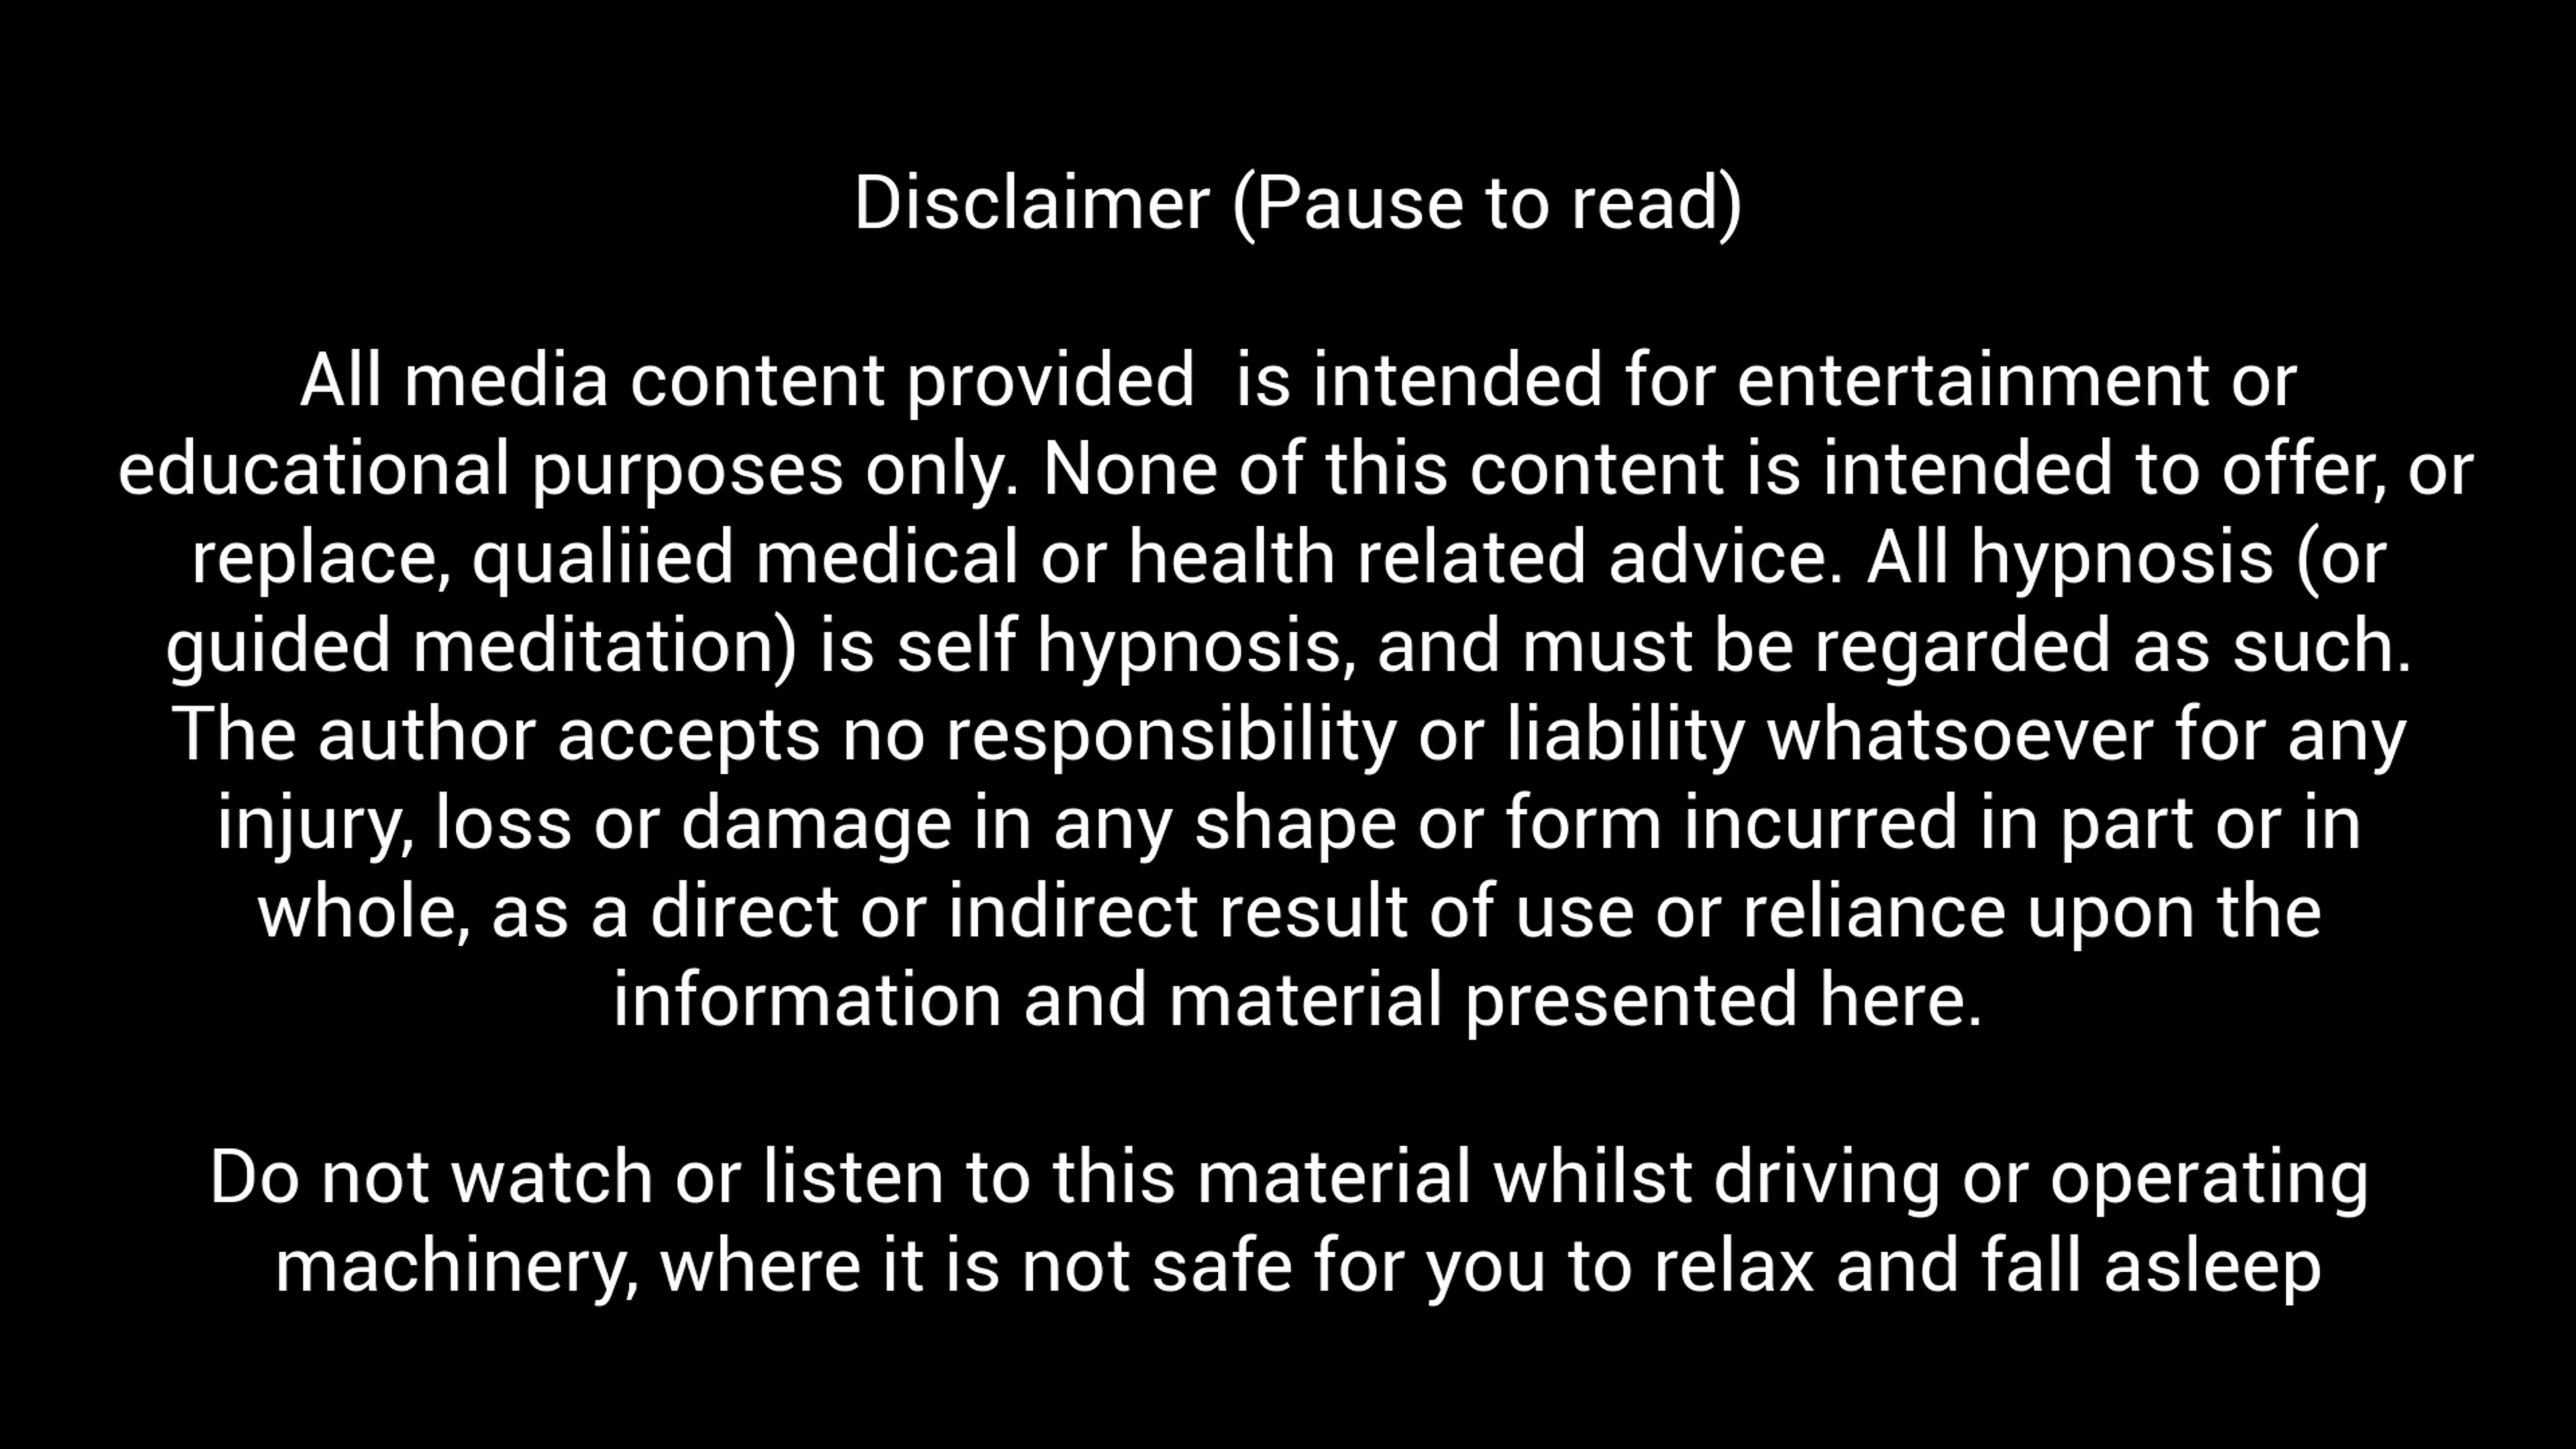 Disclaimer (Pause to read)
All media content provided  is intended for entertainment or
educational purposes only. None of this content is intended to offer, or
replace, qualiied medical or health related advice. All hypnosis (or
guided meditation) is self hypnosis, and must be regarded as such.
The author accepts no responsibility or liability whatsoever for any
injury, loss or damage in any shape or form incurred in part or in
whole, as a direct or indirect result of use or reliance upon the
information and material presented here.
Do not watch or listen to this material whilst driving or operating
machinery, where it is not safe for you to relax and fall asleep